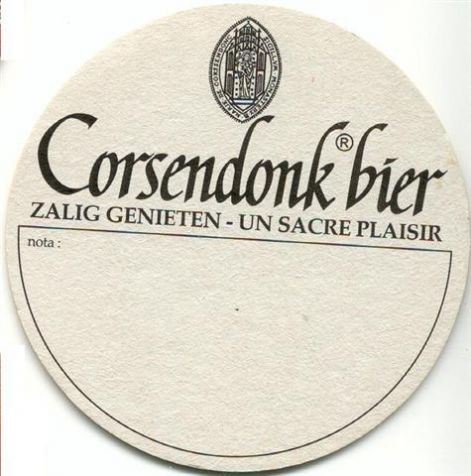 Corsendonk® bier
ZALIG GENIETEN - UN SACRE PLAISIR
nota :